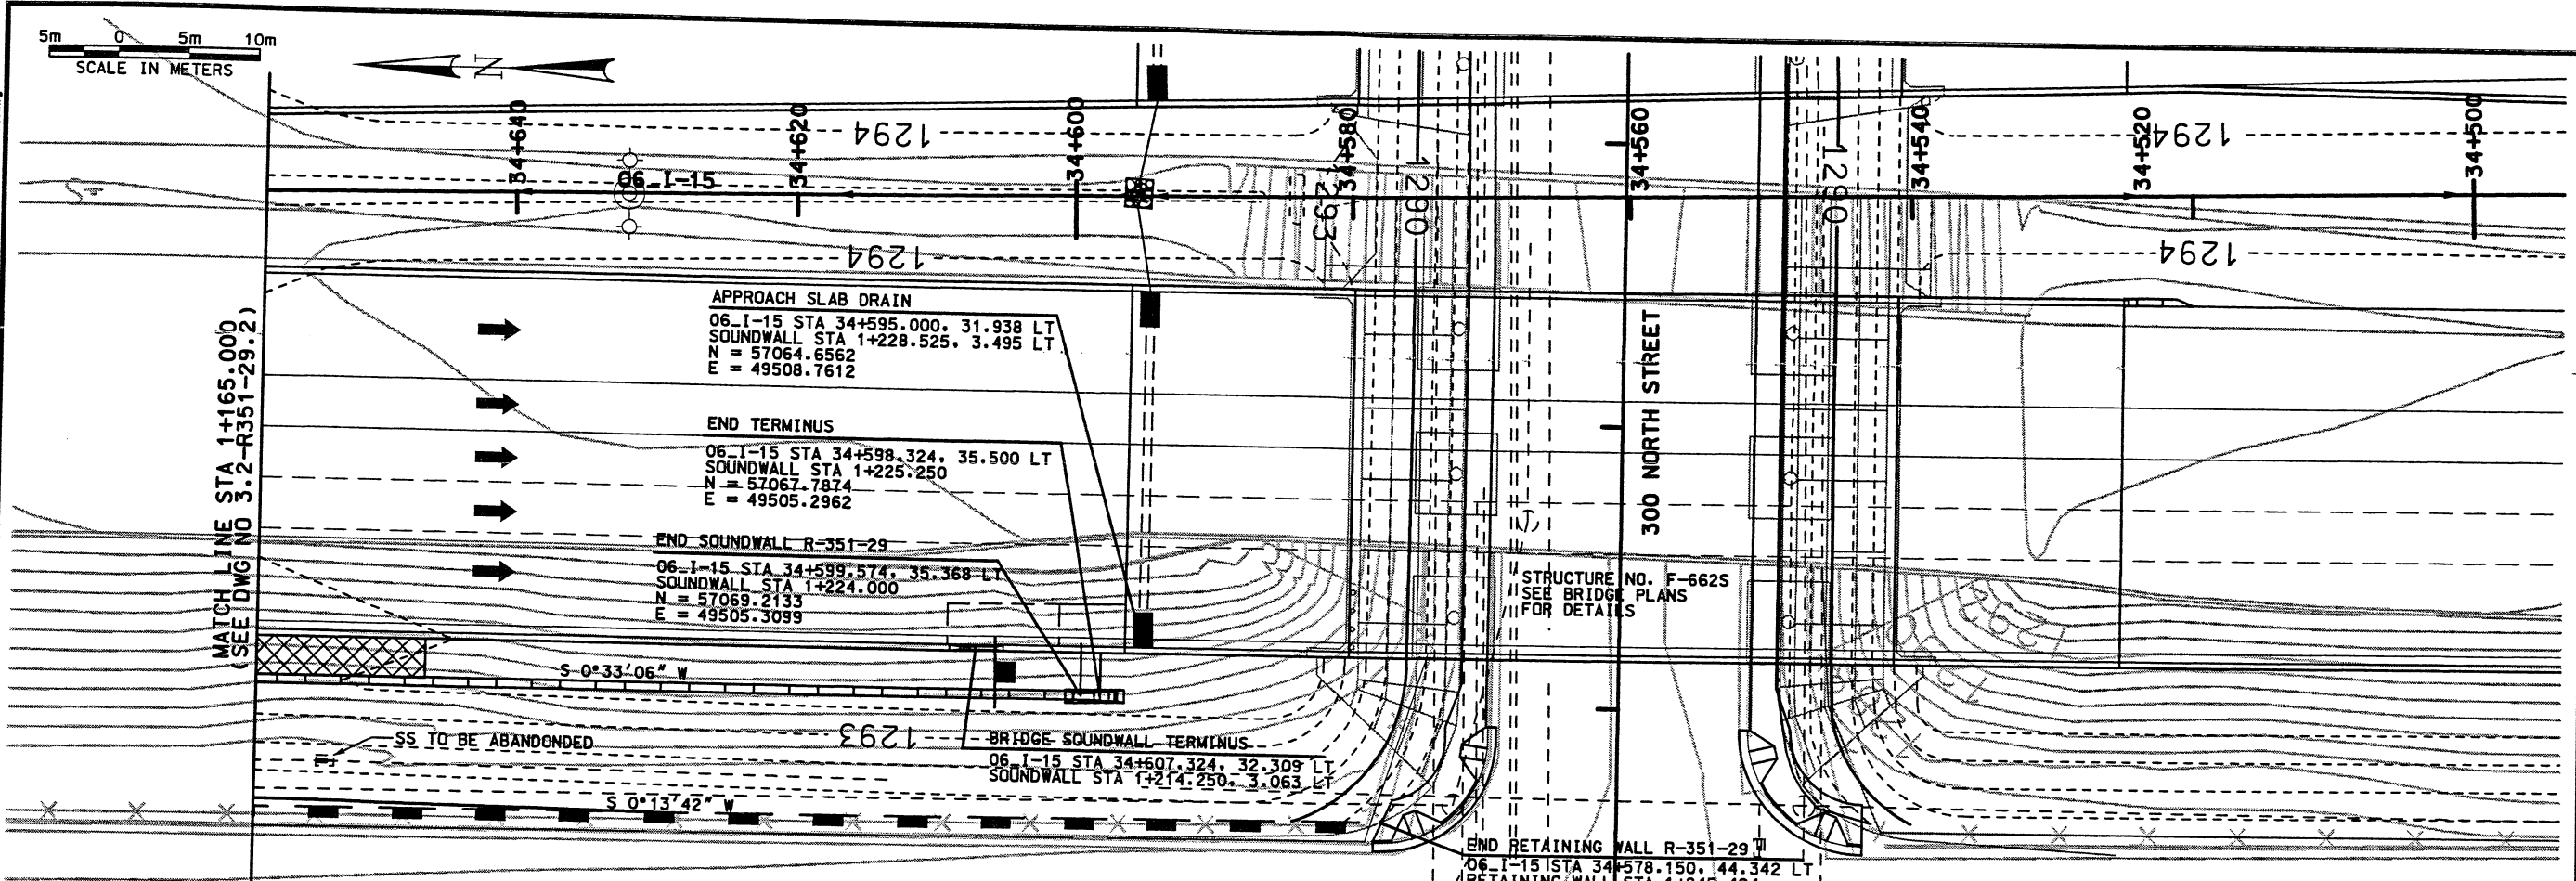 5m 0 5m 10m
SCALE IN METERS
N
34+640
34+620
34+600
34+580
34+560
34+540
34+520
34+500
06_I-15
1294
1294
1293
1290
1290
1294
1294
MATCH LINE STA 1+165.000
(SEE DWG NO 3.2-R351-29.2)
APPROACH SLAB DRAIN
06_I-15 STA 34+595.000, 31.938 LT
SOUNDWALL STA 1+228.525, 3.495 LT
N = 57064.6562
E = 49508.7612
END TERMINUS
06_I-15 STA 34+598.324, 35.500 LT
SOUNDWALL STA 1+225.250
N = 57067.7874
E = 49505.2962
END SOUNDWALL R-351-29
06_I-15 STA 34+599.574, 35.368 LT
SOUNDWALL STA 1+224.000
N = 57069.2133
E = 49505.3099
300 NORTH STREET
STRUCTURE NO. F-662S
SEE BRIDGE PLANS
FOR DETAILS
S 0°33'06" W
1293
SS TO BE ABANDONDED
BRIDGE SOUNDWALL TERMINUS
06_I-15 STA 34+607.324, 32.309 LT
SOUNDWALL STA 1+214.250, 3.063 LT
S 0°13'42" W
END RETAINING WALL R-351-29
06_I-15 STA 34+578.150, 44.342 LT
RETAINING WALL STA